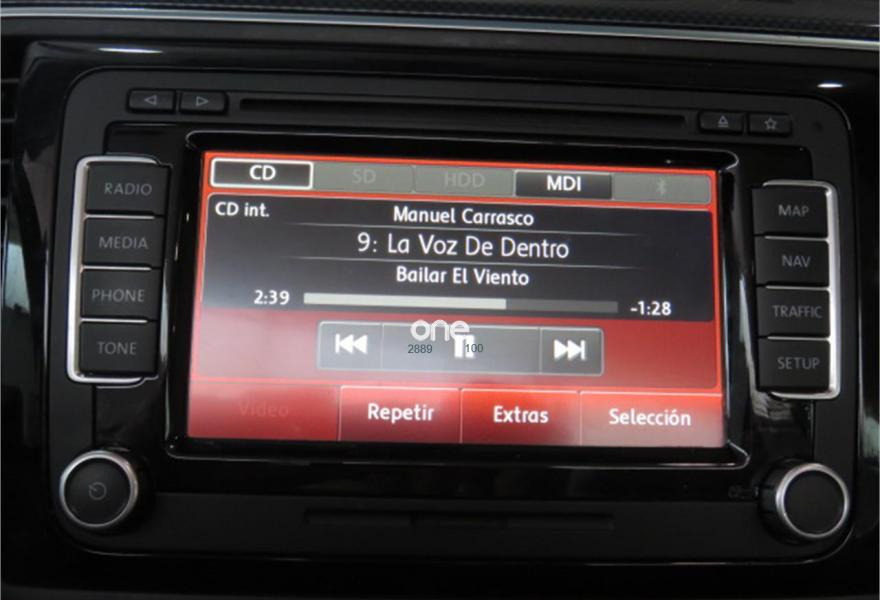 RADIO
MEDIA
PHONE
TONE
CD SD HDD MDI
CD int.
Manuel Carrasco
9: La Voz De Dentro
Bailar El Viento
2:39 -1:28
one
2889 100
Video Repetir Extras Selección
MAP
NAV
TRAFFIC
SETUP